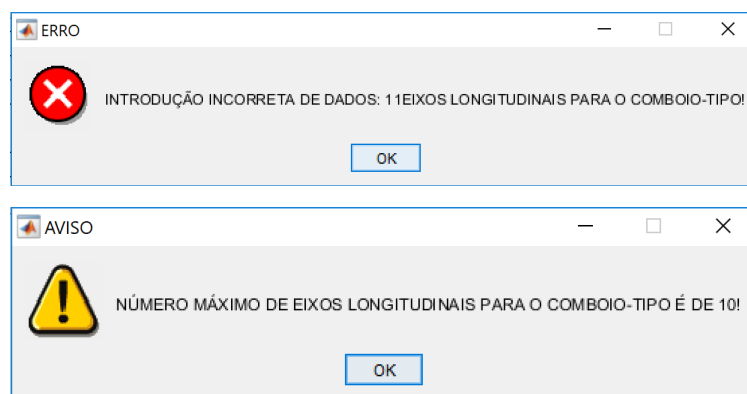 ERRO
INTRODUÇÃO INCORRETA DE DADOS: 11EIXOS LONGITUDINAIS PARA O COMBOIO-TIPO!
OK
AVISO
NÚMERO MÁXIMO DE EIXOS LONGITUDINAIS PARA O COMBOIO-TIPO É DE 10!
OK